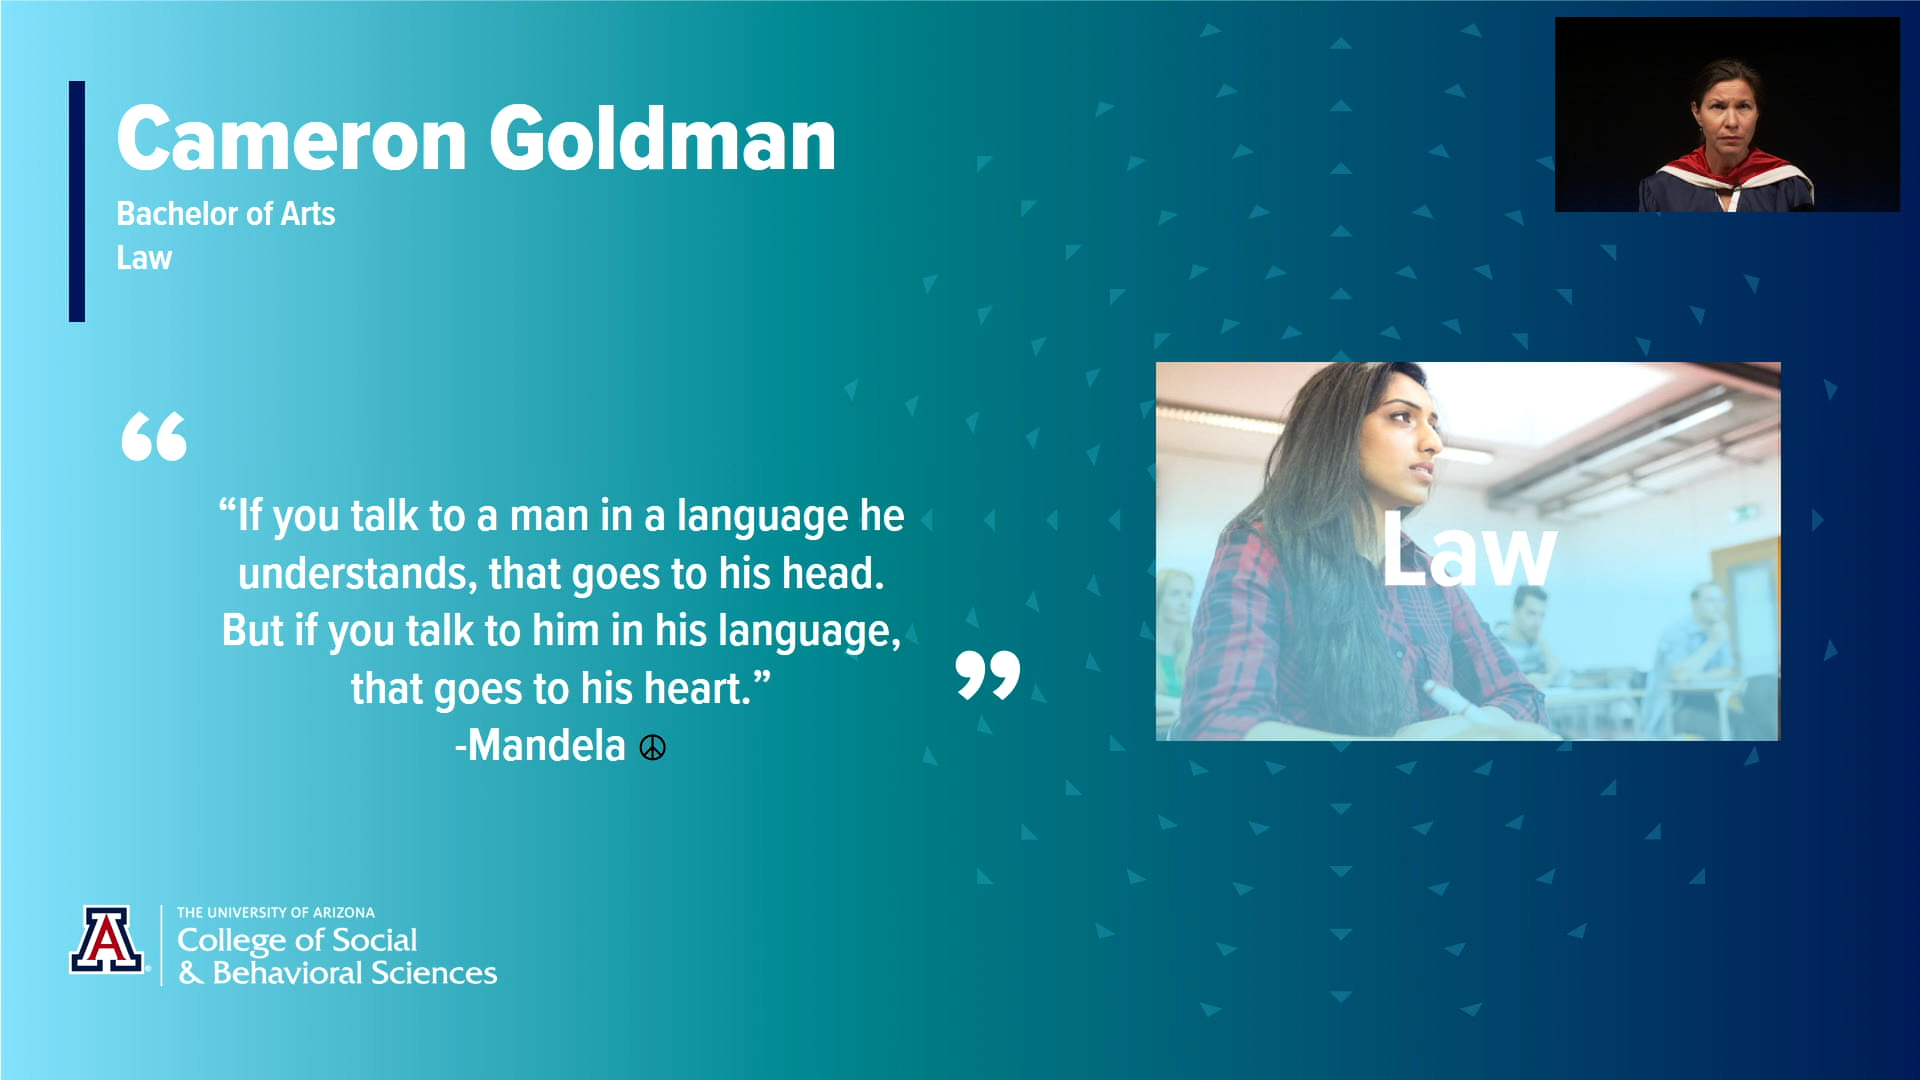 Cameron Goldman
Bachelor of Arts
Law
“
“If you talk to a man in a language he
understands, that goes to his head.
But if you talk to him in his language,
that goes to his heart.”
-Mandela ☮
”
Law
A
THE UNIVERSITY OF ARIZONA
College of Social
& Behavioral Sciences